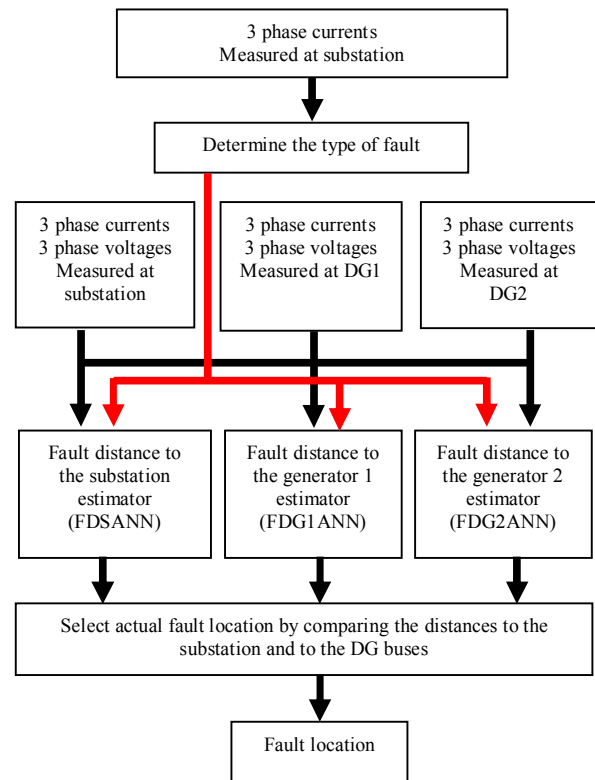 3 phase currents
Measured at substation
Determine the type of fault
3 phase currents
3 phase voltages
Measured at
substation
3 phase currents
3 phase voltages
Measured at DG1
3 phase currents
3 phase voltages
Measured at
DG2
Fault distance to
the substation
estimator
(FDSANN)
Fault distance to
the generator 1
estimator
(FDG1ANN)
Fault distance to
the generator 2
estimator
(FDG2ANN)
Select actual fault location by comparing the distances to the
substation and to the DG buses
Fault location